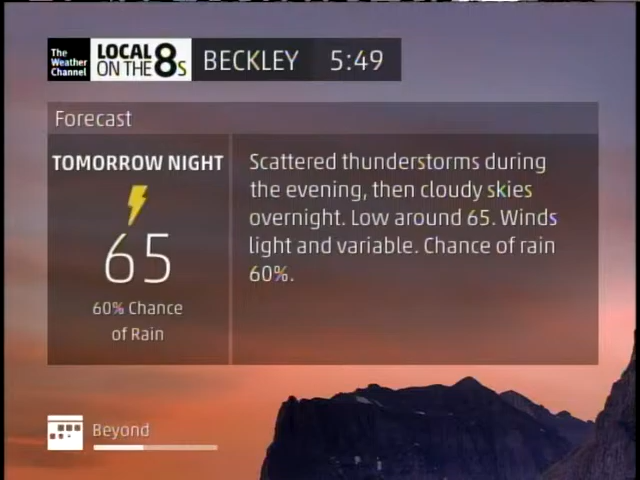 The
Weather
Channel
LOCAL
ON THE 8s
BECKLEY 5:49
Forecast
TOMORROW NIGHT
65
60% Chance
of Rain
Scattered thunderstorms during
the evening, then cloudy skies
overnight. Low around 65. Winds
light and variable. Chance of rain
60%.
Beyond